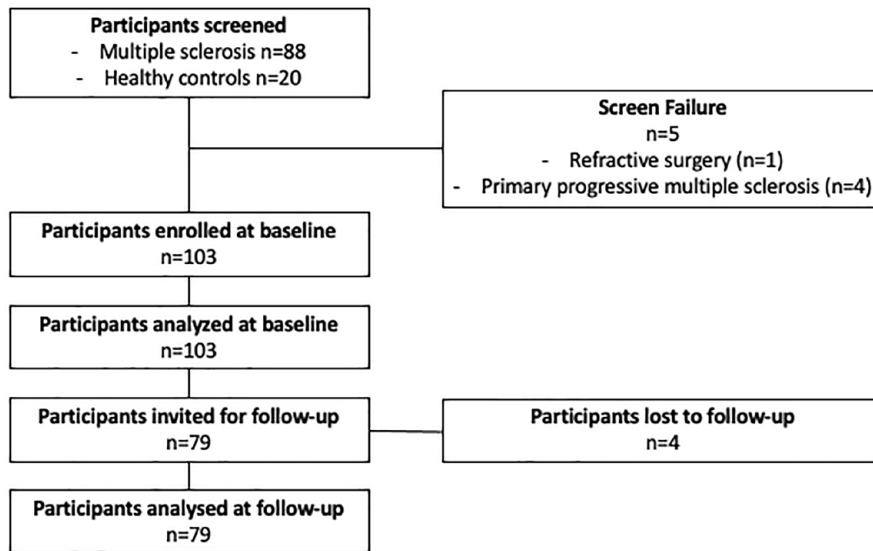 Participants screened
- Multiple sclerosis n=88
- Healthy controls n=20
Screen Failure
n=5
- Refractive surgery (n=1)
- Primary progressive multiple sclerosis (n=4)
Participants enrolled at baseline
n=103
Participants analyzed at baseline
n=103
Participants invited for follow-up
n=79
Participants lost to follow-up
n=4
Participants analysed at follow-up
n=79